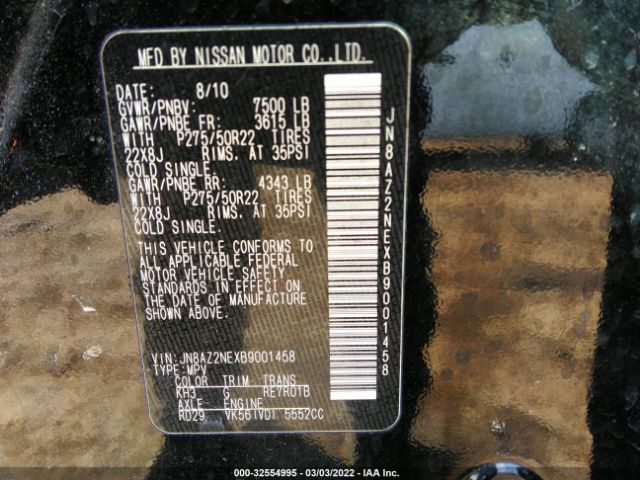 MFD BY NISSAN MOTOR CO.,LTD.
DATE: 8/10
GVWR/PNBV: 7500 LB
GAWR/PNBE FR: 3615 LB
WITH P275/50R22 TIRES
22X8J RIMS. AT 35PSI
COLD SINGLE.
GAWR/PNBE RR: 4343 LB
WITH P275/50R22 TIRES
22X8J RIMS. AT 35PSI
COLD SINGLE.
THIS VEHICLE CONFORMS TO
ALL APPLICABLE FEDERAL
MOTOR VEHICLE SAFETY
STANDARDS IN EFFECT ON
THE DATE OF MANUFACTURE
SHOWN ABOVE.
VIN: JN8AZ2NEXB9001458
TYPE: MPV
COLOR TRIM TRANS
KH3 G RE7R01B
AXLE ENGINE
RD29 VK56(VD) 5552CC
JN8AZ2NEXB9001458
000-32554995 - 03/03/2022 - IAA Inc.